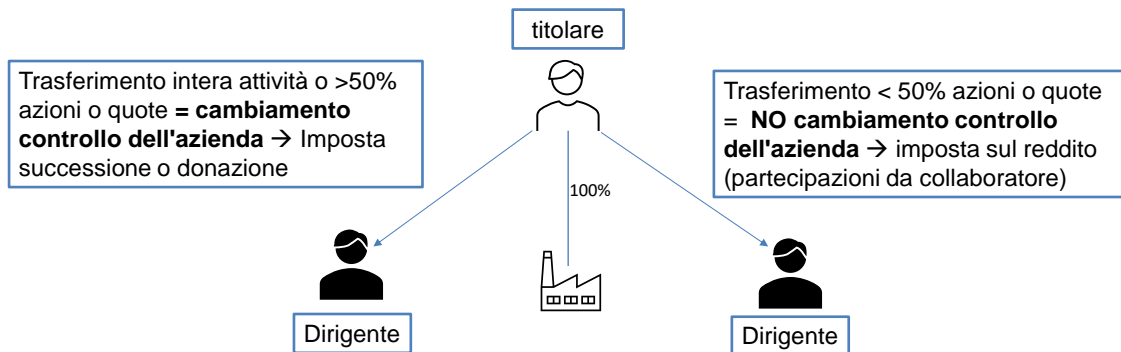 titolare
Trasferimento intera attività o >50%
azioni o quote = cambiamento
controllo dell'azienda → Imposta
successione o donazione
Trasferimento < 50% azioni o quote
= NO cambiamento controllo
dell'azienda → imposta sul reddito
(partecipazioni da collaboratore)
100%
Dirigente
Dirigente